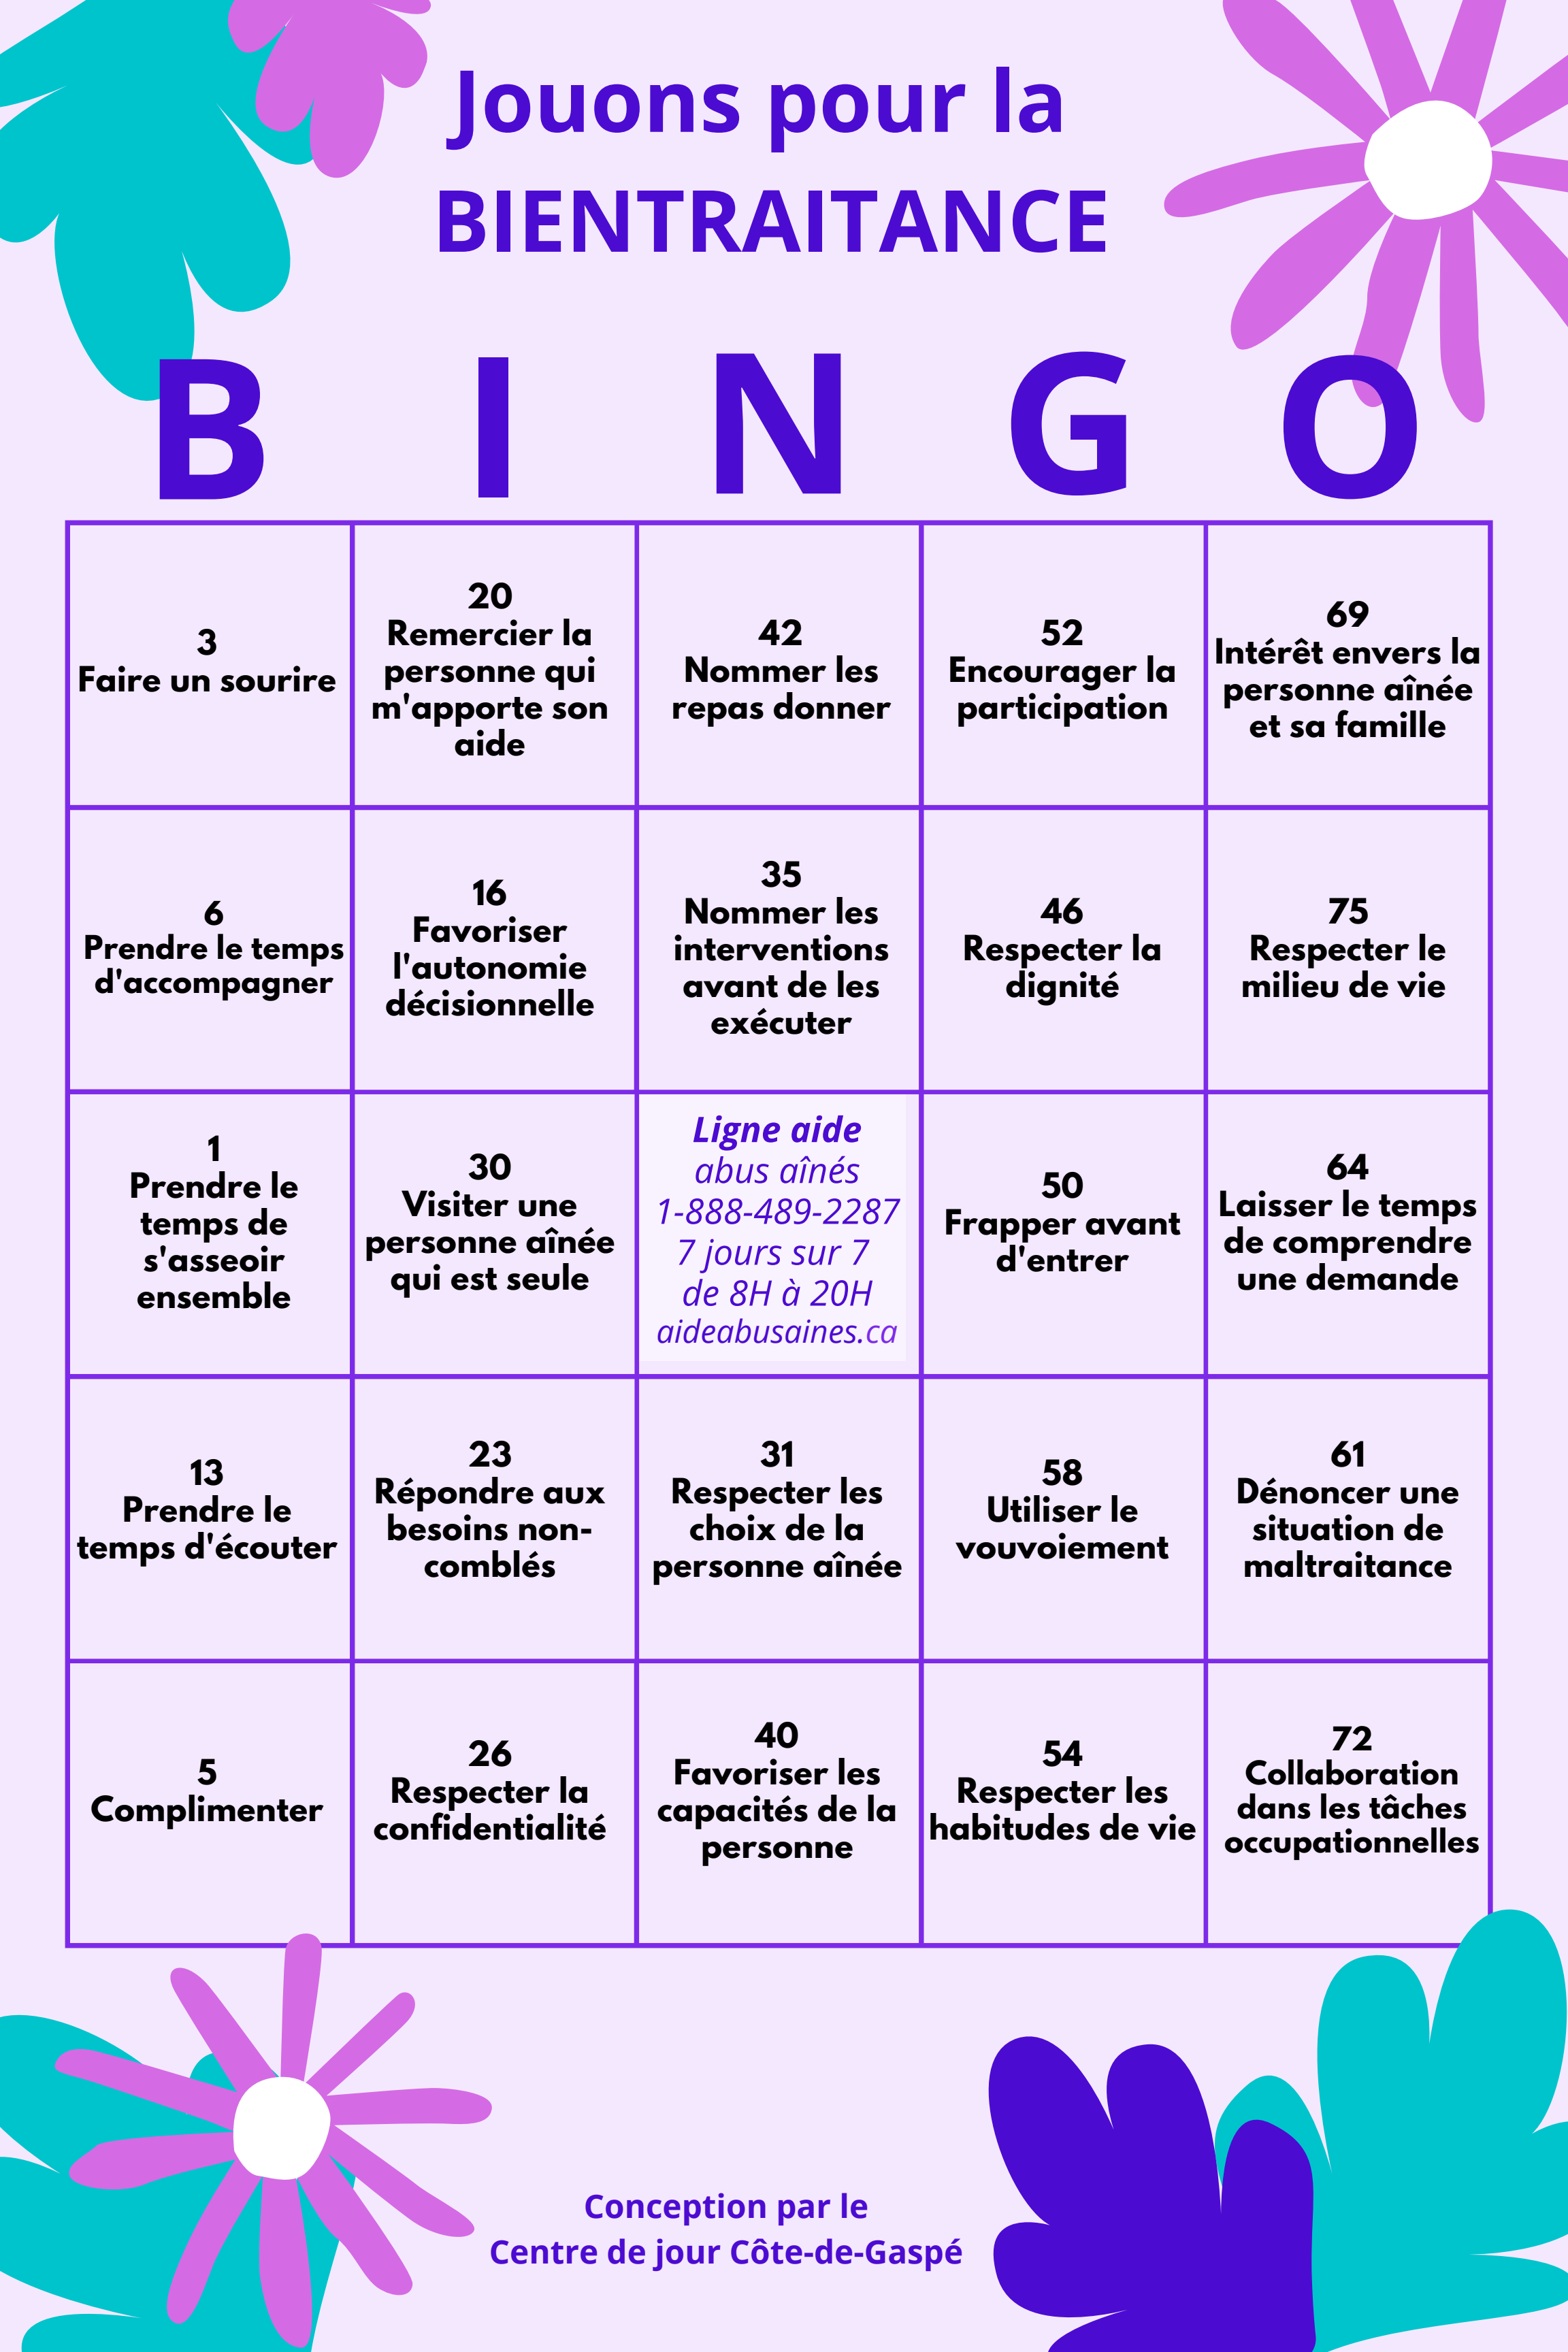 Jouons pour la
BIENTRAITANCE
B I N G O
3
Faire un sourire
20
Remercier la
personne qui
m'apporte son
aide
42
Nommer les
repas donner
52
Encourager la
participation
69
Intérêt envers la
personne aînée
et sa famille
6
Prendre le temps
d'accompagner
16
Favoriser
l'autonomie
décisionnelle
35
Nommer les
interventions
avant de les
exécuter
46
Respecter la
dignité
75
Respecter le
milieu de vie
1
Prendre le
temps de
s'asseoir
ensemble
30
Visiter une
personne aînée
qui est seule
Ligne aide
abus aînés
1-888-489-2287
7 jours sur 7
de 8H à 20H
aideabusaines.ca
50
Frapper avant
d'entrer
64
Laisser le temps
de comprendre
une demande
13
Prendre le
temps d'écouter
23
Répondre aux
besoins non-
comblés
31
Respecter les
choix de la
personne aînée
58
Utiliser le
vouvoiement
61
Dénoncer une
situation de
maltraitance
5
Complimenter
26
Respecter la
confidentialité
40
Favoriser les
capacités de la
personne
54
Respecter les
habitudes de vie
72
Collaboration
dans les tâches
occupationnelles
Conception par le
Centre de jour Côte-de-Gaspé